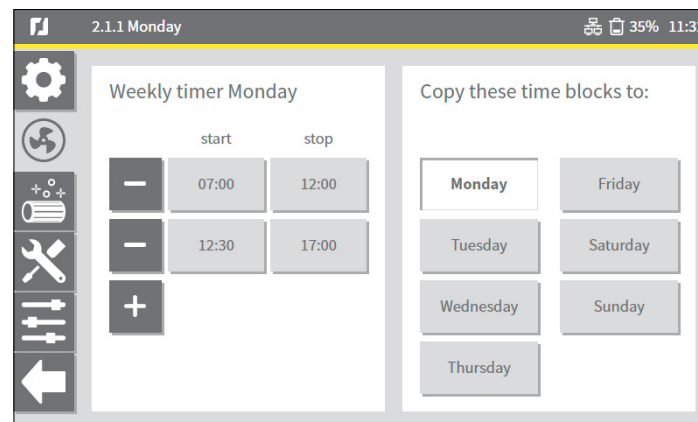 2.1.1 Monday 35% 11:3
Weekly timer Monday
start stop
07:00 12:00
12:30 17:00
Copy these time blocks to:
Monday Friday
Tuesday Saturday
Wednesday Sunday
Thursday